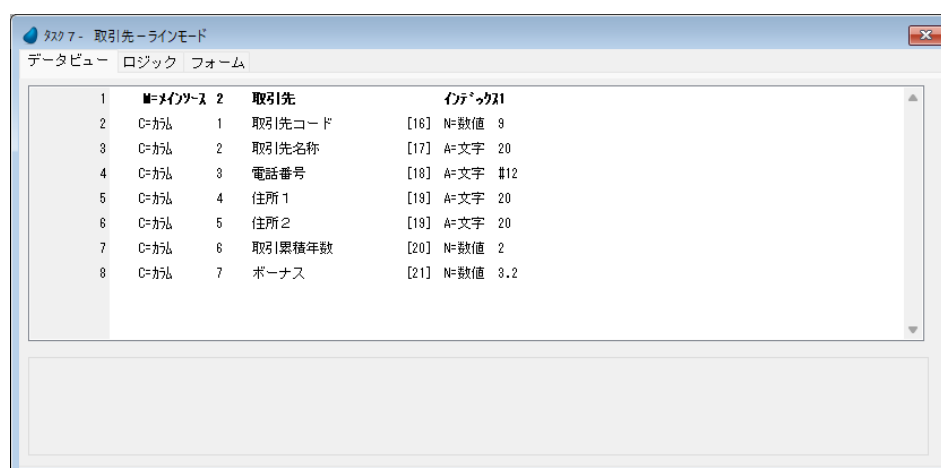 ﾀｽｸ 7 - 取引先－ラインモード
データビュー ロジック フォーム
1 M=ﾒｲﾝｿｰｽ 2 取引先 ｲﾝﾃﾞｯｸｽ1
2 C=ｶﾗﾑ 1 取引先コード [16] N=数値 9
3 C=ｶﾗﾑ 2 取引先名称 [17] A=文字 20
4 C=ｶﾗﾑ 3 電話番号 [18] A=文字 #12
5 C=ｶﾗﾑ 4 住所１ [19] A=文字 20
6 C=ｶﾗﾑ 5 住所２ [19] A=文字 20
7 C=ｶﾗﾑ 6 取引累積年数 [20] N=数値 2
8 C=ｶﾗﾑ 7 ボーナス [21] N=数値 3.2